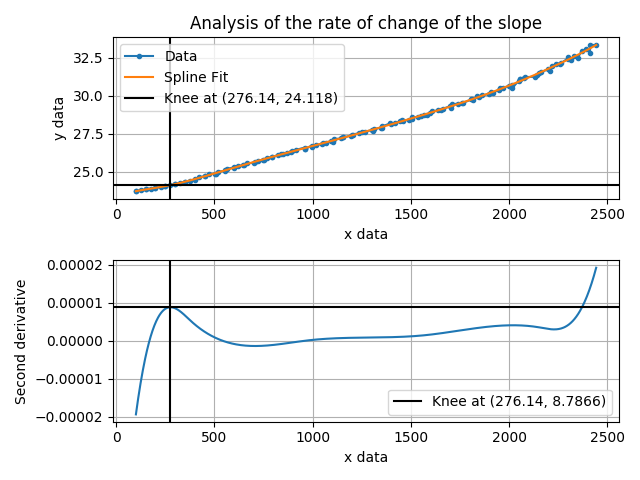 Analysis of the rate of change of the slope
Data
Spline Fit
Knee at (276.14, 24.118)
y data
32.5
30.0
27.5
25.0
0 500 1000 1500 2000 2500
x data
Second derivative
0.00002
0.00001
0.00000
−0.00001
−0.00002
Knee at (276.14, 8.7866)
0 500 1000 1500 2000 2500
x data